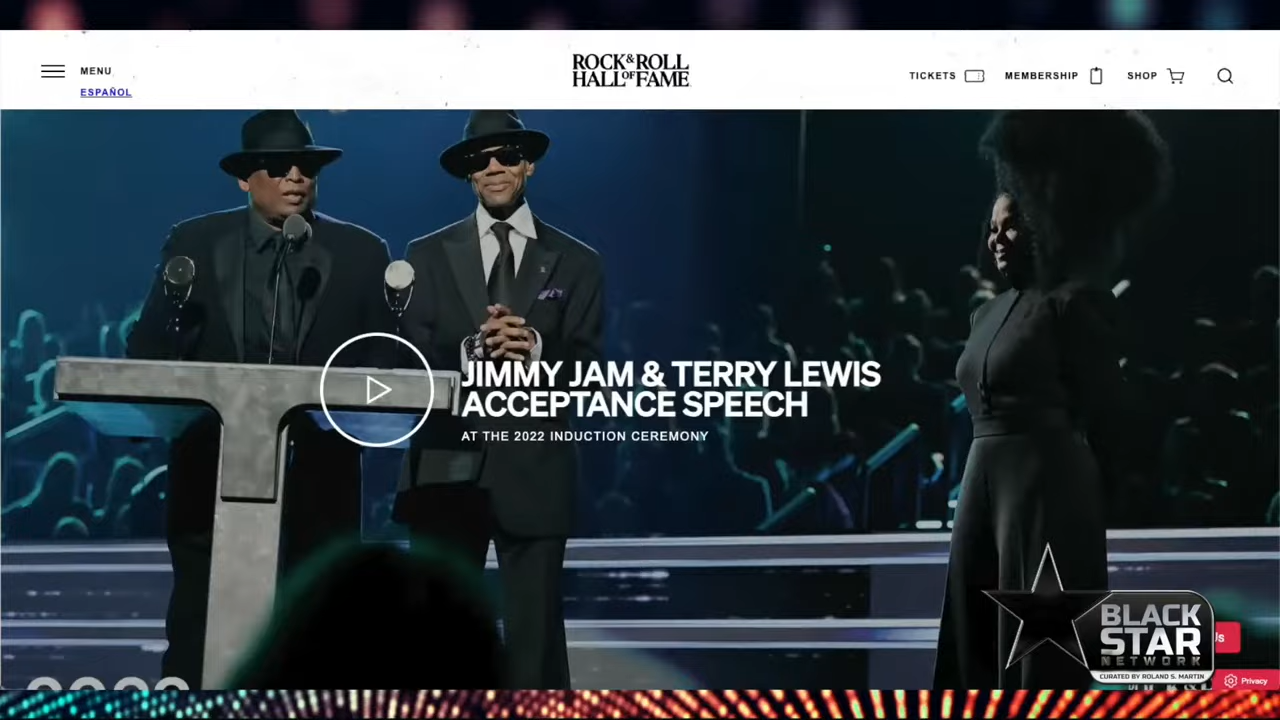 MENU
ESPAÑOL
ROCK & ROLL
HALL OF FAME
TICKETS
MEMBERSHIP
SHOP
JIMMY JAM & TERRY LEWIS
ACCEPTANCE SPEECH
AT THE 2022 INDUCTION CEREMONY
BLACK
STAR
NETWORK
CURATED BY ROLAND S. MARTIN
Us
Privacy